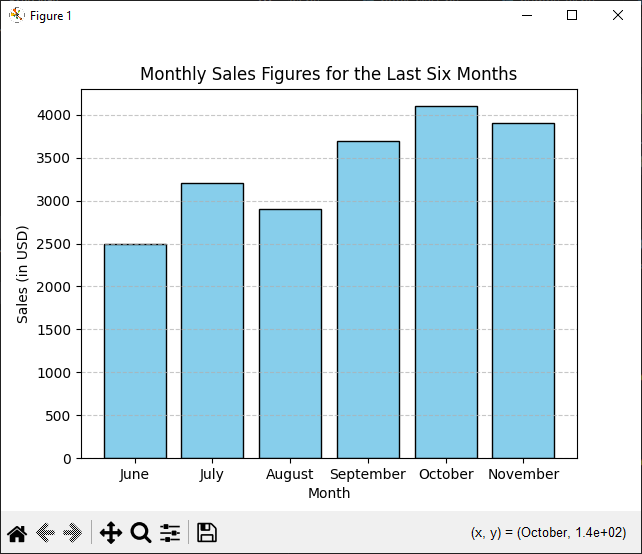 Figure 1
Monthly Sales Figures for the Last Six Months
4000
3500
3000
2500
2000
1500
1000
500
0
Sales (in USD)
June July August September October November
Month
(x, y) = (October, 1.4e+02)